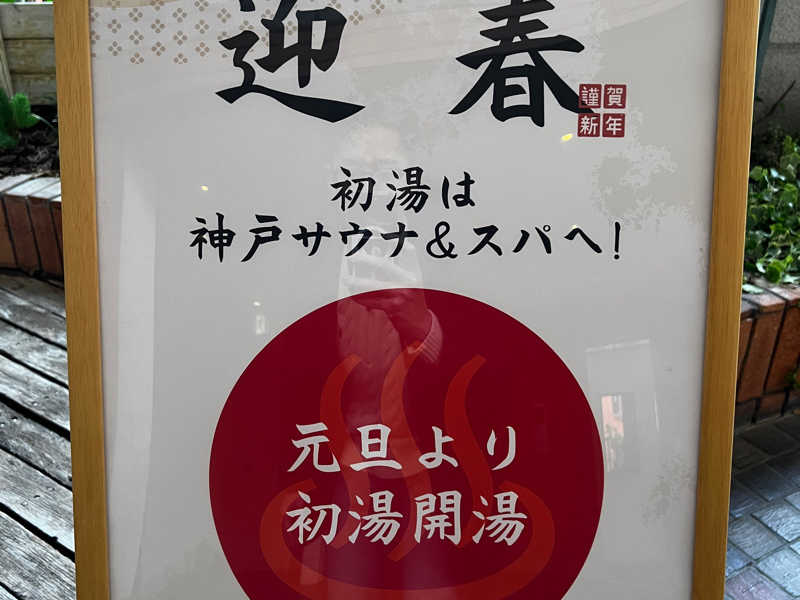 迎春
謹賀
新年
初湯は
神戸サウナ&スパへ!
元旦より
初湯開湯